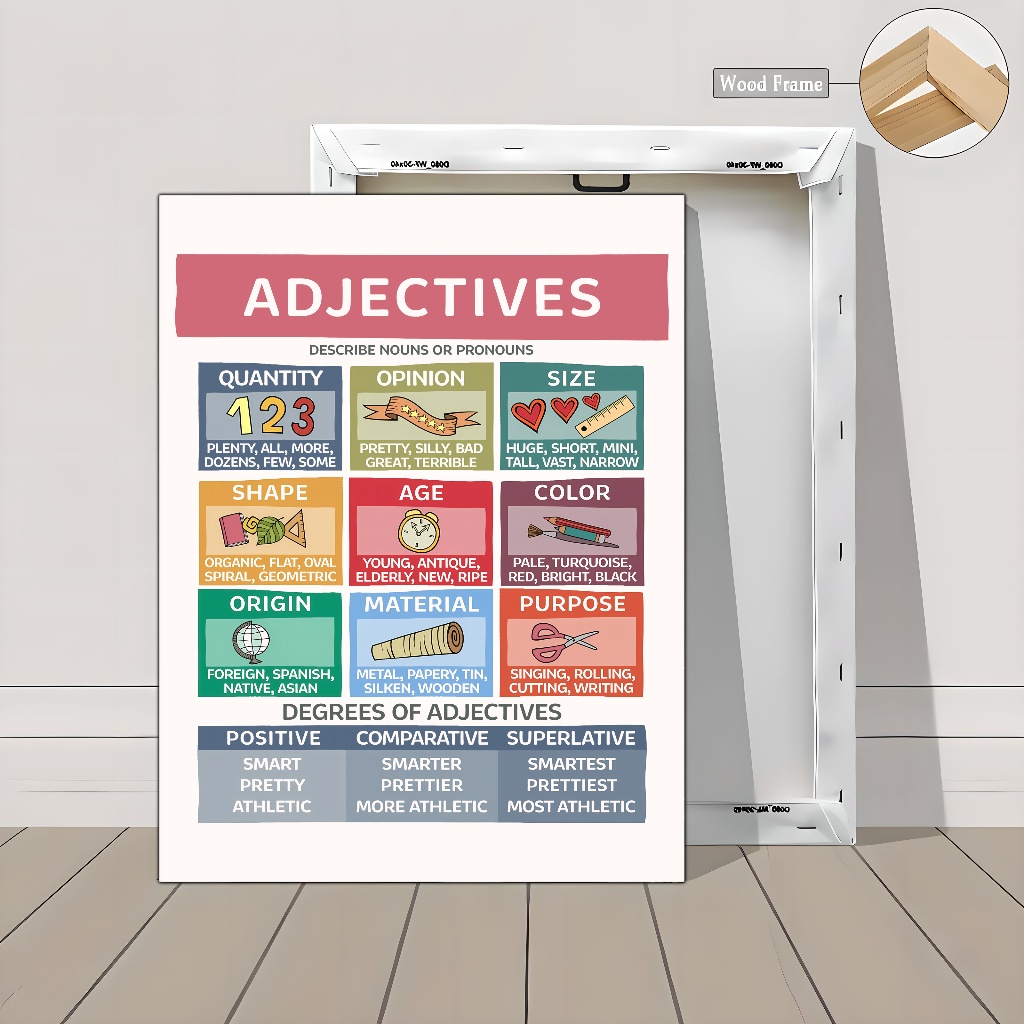 Wood Frame
ADJECTIVES
DESCRIBE NOUNS OR PRONOUNS
QUANTITY
1 2 3
PLENTY, ALL, MORE,
DOZENS, FEW, SOME
OPINION
PRETTY, SILLY, BAD
GREAT, TERRIBLE
SIZE
HUGE, SHORT, MINI,
TALL, VAST, NARROW
SHAPE
ORGANIC, FLAT, OVAL
SPIRAL, GEOMETRIC
AGE
YOUNG, ANTIQUE,
ELDERLY, NEW, RIPE
COLOR
PALE, TURQUOISE,
RED, BRIGHT, BLACK
ORIGIN
FOREIGN, SPANISH,
NATIVE, ASIAN
MATERIAL
METAL, PAPERY, TIN,
SILKEN, WOODEN
PURPOSE
SINGING, ROLLING,
CUTTING, WRITING
DEGREES OF ADJECTIVES
POSITIVE COMPARATIVE SUPERLATIVE
SMART SMARTER SMARTEST
PRETTY PRETTIER PRETTIEST
ATHLETIC MORE ATHLETIC MOST ATHLETIC